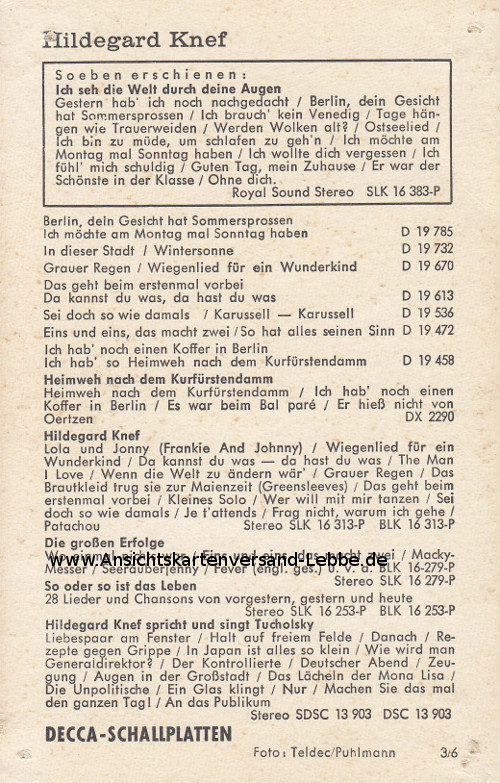 Hildegard Knef
Soeben erschienen:
Ich seh die Welt durch deine Augen
Gestern hab' ich noch nachgedacht / Berlin, dein Gesicht
hat Sommersprossen / Ich brauch' kein Venedig / Tage hän-
gen wie Trauerweiden / Werden Wolken alt? / Ostseelied /
Ich bin zu müde, um schlafen zu geh'n / Ich möchte am
Montag mal Sonntag haben / Ich wollte dich vergessen / Ich
fühl' mich schuldig / Guten Tag, mein Zuhause / Er war der
Schönste in der Klasse / Ohne dich.
Royal Sound Stereo SLK 16 383-P
Berlin, dein Gesicht hat Sommersprossen
Ich möchte am Montag mal Sonntag haben D 19 785
In dieser Stadt / Wintersonne D 19 732
Grauer Regen / Wiegenlied für ein Wunderkind D 19 670
Das geht beim erstenmal vorbei
Da kannst du was, da hast du was D 19 613
Sei doch so wie damals / Karussell — Karussell D 19 536
Eins und eins, das macht zwei / So hat alles seinen Sinn D 19 472
Ich hab' noch einen Koffer in Berlin
Ich hab' so Heimweh nach dem Kurfürstendamm D 19 458
Heimweh nach dem Kurfürstendamm
Heimweh nach dem Kurfürstendamm / Ich hab' noch einen
Koffer in Berlin / Es war beim Bal paré / Er hieß nicht von
Oertzen DX 2290
Hildegard Knef
Lola und Jonny (Frankie And Johnny) / Wiegenlied für ein
Wunderkind / Da kannst du was — da hast du was / The Man
I Love / Wenn die Welt zu ändern wär' / Grauer Regen / Das
Brautkleid trug sie zur Maienzeit (Greensleeves) / Das geht beim
erstenmal vorbei / Kleines Solo / Wer will mit mir tanzen / Sei
doch so wie damals / Je t'attends / Frag nicht, warum ich gehe /
Patachou Stereo SLK 16 313-P BLK 16 313-P
Die großen Erfolge
Eins und eins, das macht zwei / Macky-
www.Ansichtskartenversand-Lebbe.de
Messer / Seeräuberjenny / Fever (engl. ges.) u. v. a. BLK 16-279-P
Stereo SLK 16 279-P
So oder so ist das Leben
28 Lieder und Chansons von vorgestern, gestern und heute
Stereo SLK 16 253-P BLK 16 253-P
Hildegard Knef spricht und singt Tucholsky
Liebespaar am Fenster / Halt auf freiem Felde / Danach / Re-
zepte gegen Grippe / In Japan ist alles so klein / Wie wird man
Generaldirektor? / Der Kontrollierte / Deutscher Abend / Zeu-
gung / Augen in der Großstadt / Das Lächeln der Mona Lisa /
Die Unpolitische / Ein Glas klingt / Nur / Machen Sie das mal
den ganzen Tag! / An das Publikum
Stereo SDSC 13 903 DSC 13 903
DECCA-SCHALLPLATTEN
Foto: Teldec/Puhlmann 3/6